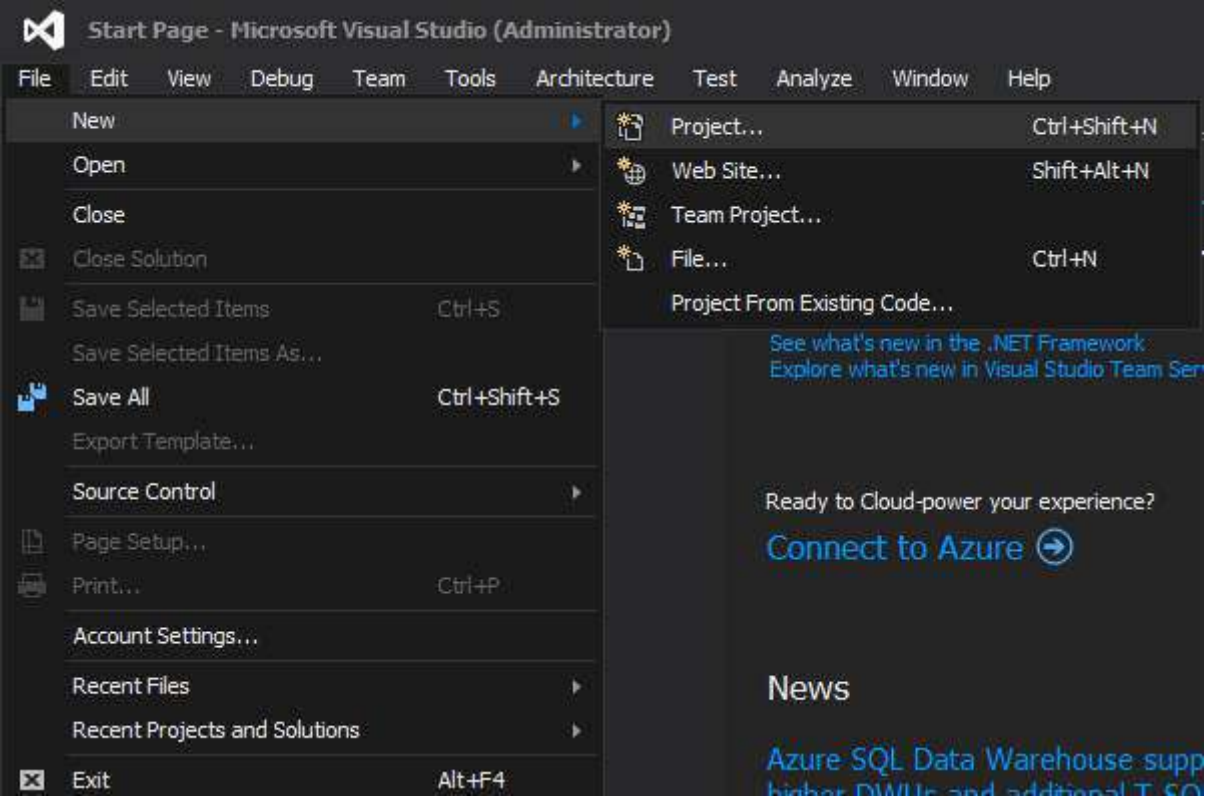 Start Page - Microsoft Visual Studio (Administrator)
File Edit View Debug Team Tools Architecture Test Analyze Window Help
New
Open
Close
Close Solution
Save Selected Items Ctrl+S
Save Selected Items As...
Save All Ctrl+Shift+S
Export Template...
Source Control
Page Setup...
Print... Ctrl+P
Account Settings...
Recent Files
Recent Projects and Solutions
Exit Alt+F4
Project... Ctrl+Shift+N
Web Site... Shift+Alt+N
Team Project...
File... Ctrl+N
Project From Existing Code...
See what's new in the .NET Framework
Explore what's new in Visual Studio Team Ser
Ready to Cloud-power your experience?
Connect to Azure
News
Azure SQL Data Warehouse supp
higher DWUs and additional T-SQ